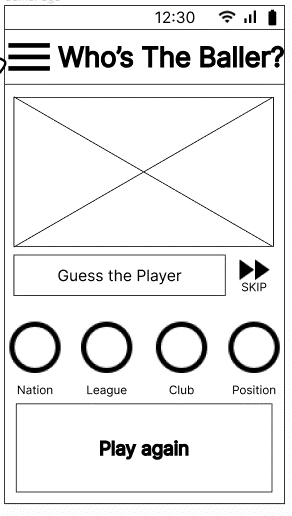 12:30
Who's The Baller?
Guess the Player
SKIP
Nation League Club Position
Play again